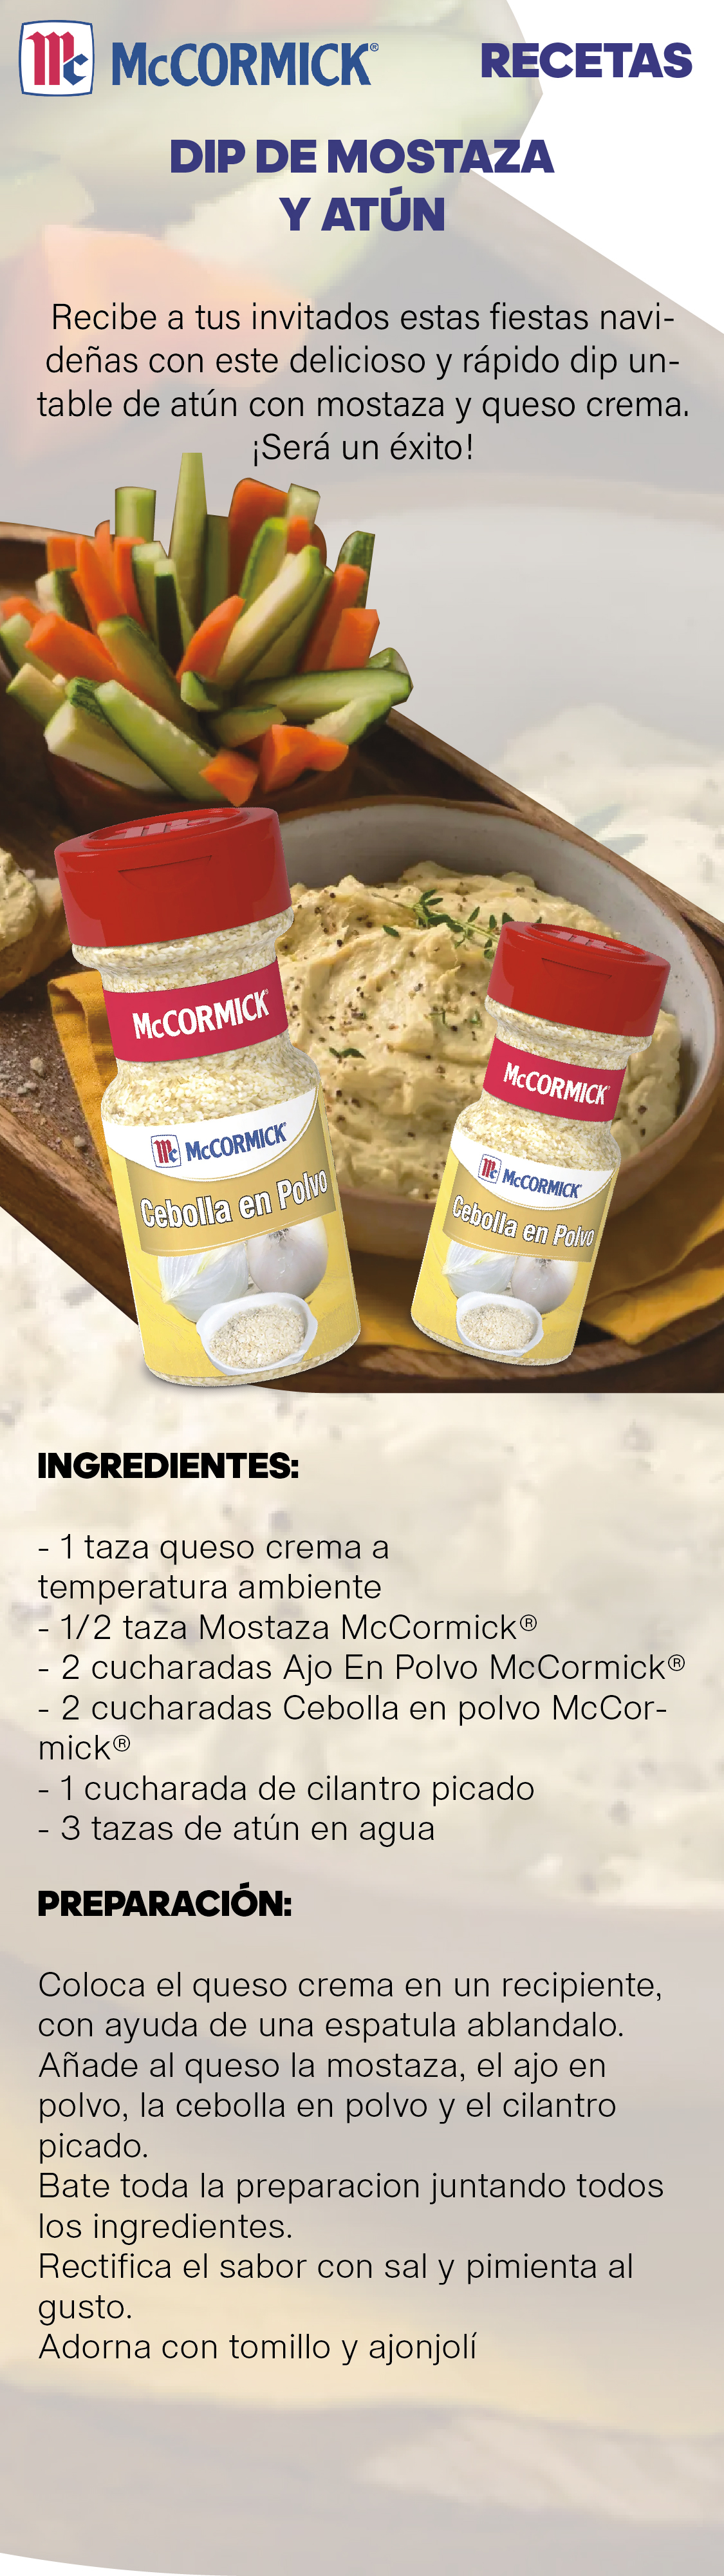 McCORMICK®
RECETAS
DIP DE MOSTAZA
Y ATÚN
Recibe a tus invitados estas fiestas navi-
deñas con este delicioso y rápido dip un-
table de atún con mostaza y queso crema.
¡Será un éxito!
McCORMICK
McCORMICK
McCORMICK
Cebolla en Polvo
McCORMICK
Cebolla en Polvo
INGREDIENTES:
- 1 taza queso crema a
temperatura ambiente
- 1/2 taza Mostaza McCormick®
- 2 cucharadas Ajo En Polvo McCormick®
- 2 cucharadas Cebolla en polvo McCor-
mick®
- 1 cucharada de cilantro picado
- 3 tazas de atún en agua
PREPARACIÓN:
Coloca el queso crema en un recipiente,
con ayuda de una espatula ablandalo.
Añade al queso la mostaza, el ajo en
polvo, la cebolla en polvo y el cilantro
picado.
Bate toda la preparacion juntando todos
los ingredientes.
Rectifica el sabor con sal y pimienta al
gusto.
Adorna con tomillo y ajonjolí